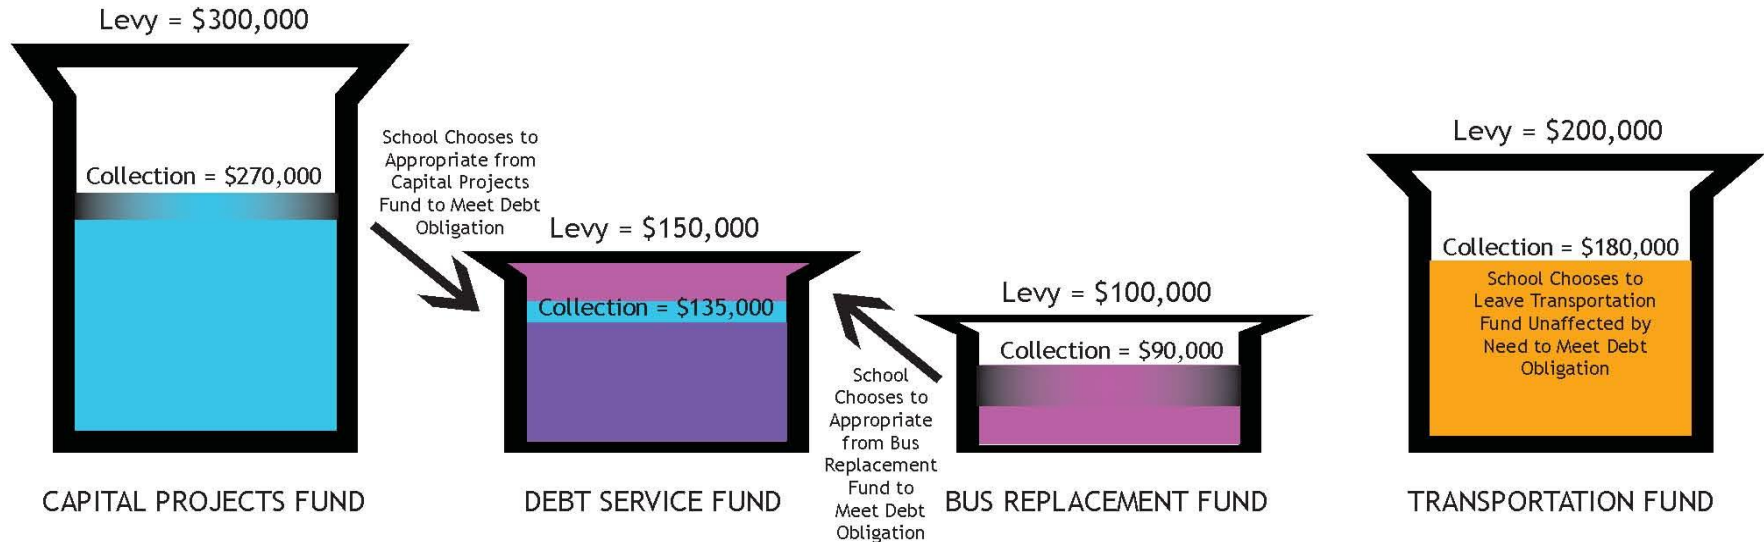 Levy = $300,000
Collection = $270,000
CAPITAL PROJECTS FUND
School Chooses to
Appropriate from
Capital Projects
Fund to Meet Debt
Obligation
Levy = $150,000
Collection = $135,000
DEBT SERVICE FUND
School
Chooses to
Appropriate
from Bus
Replacement
Fund to
Meet Debt
Obligation
Levy = $100,000
Collection = $90,000
BUS REPLACEMENT FUND
Levy = $200,000
Collection = $180,000
School Chooses to
Leave Transportation
Fund Unaffected by
Need to Meet Debt
Obligation
TRANSPORTATION FUND